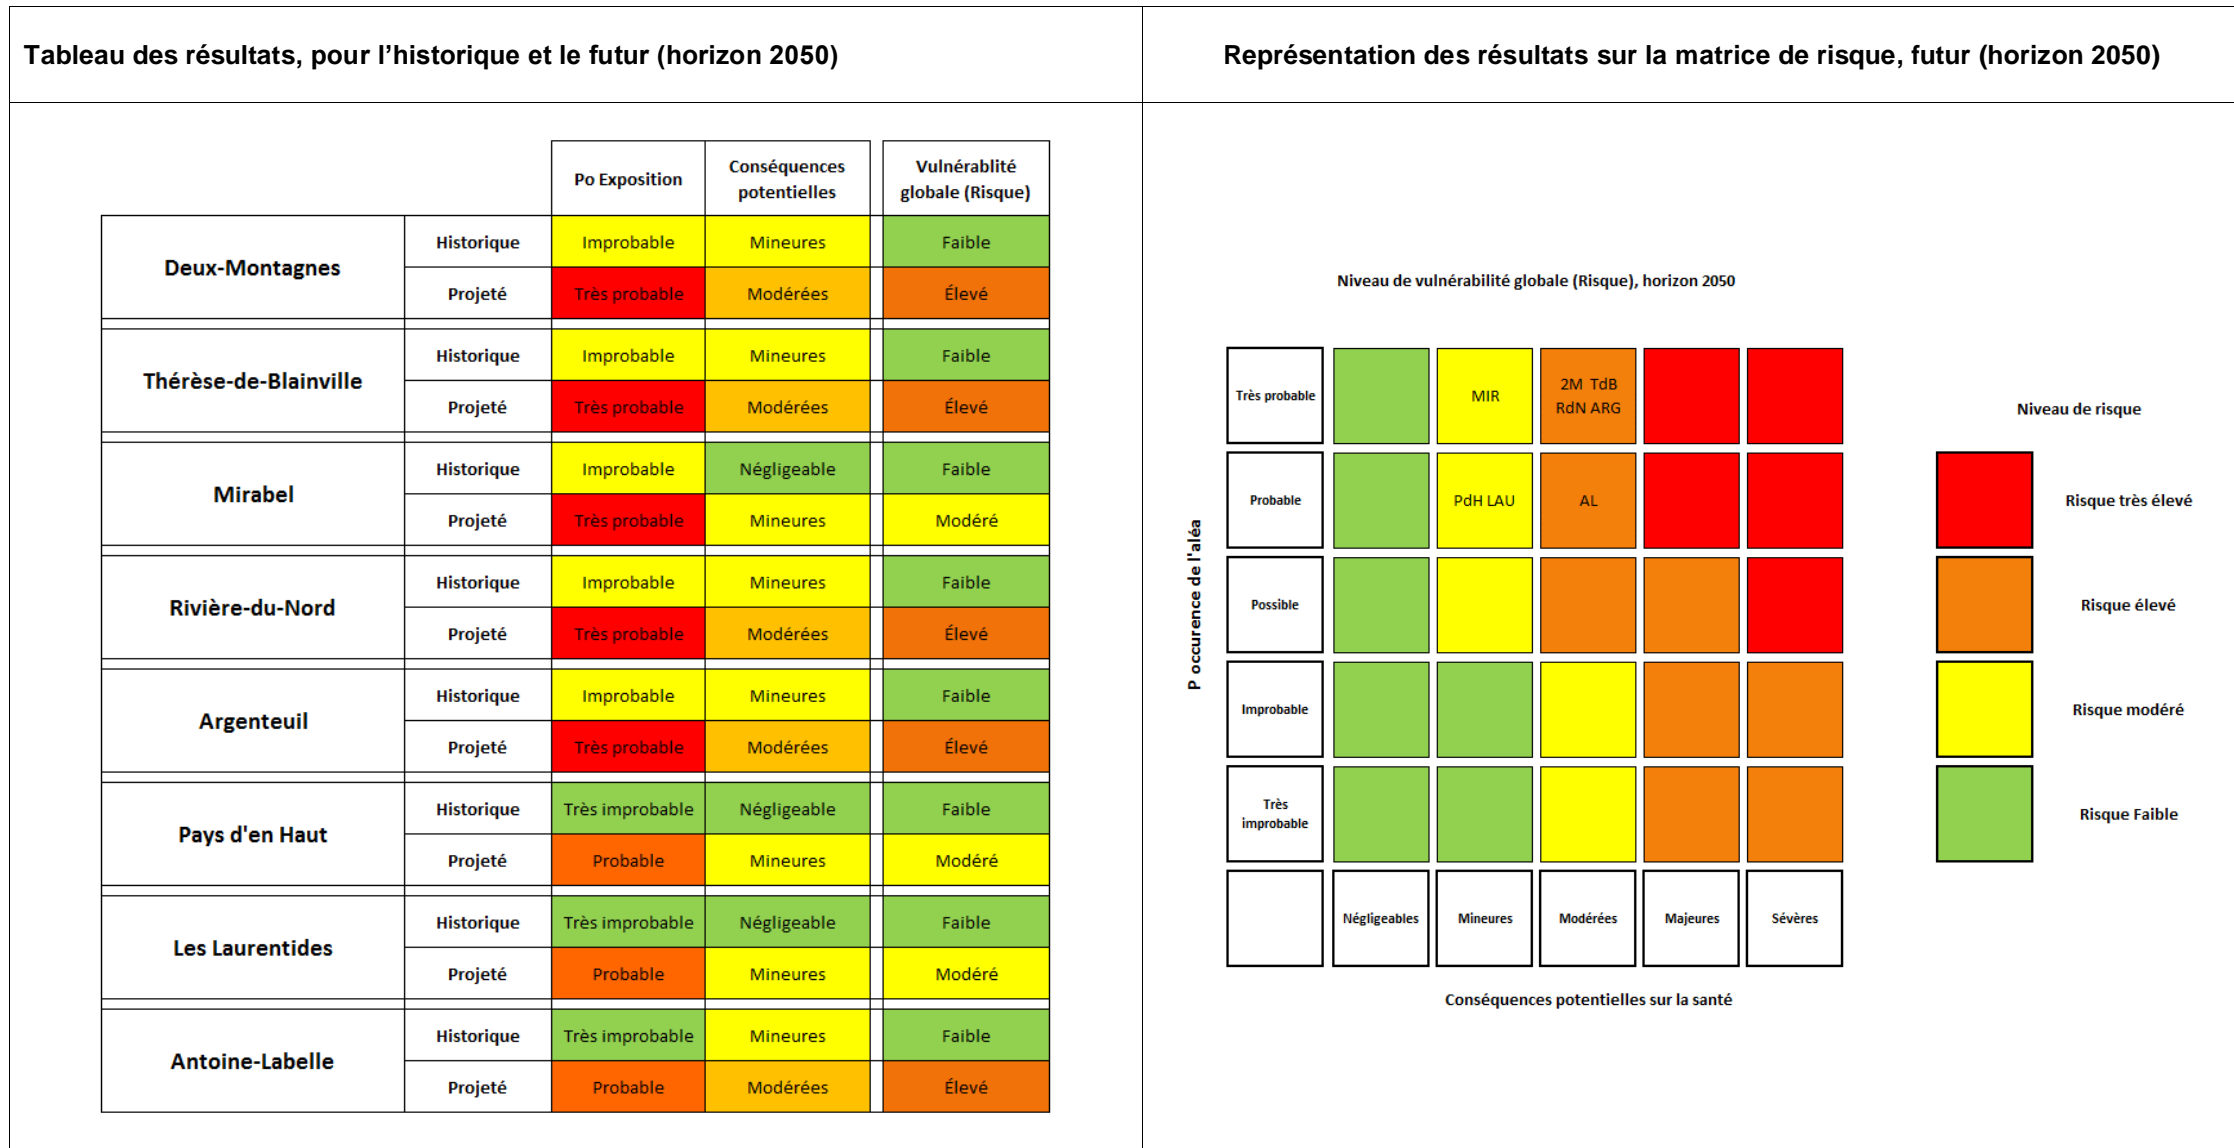 Tableau des résultats, pour l'historique et le futur (horizon 2050)
Représentation des résultats sur la matrice de risque, futur (horizon 2050)
Po Exposition
Conséquences
potentielles
Vulnérablité
globale (Risque)
Deux-Montagnes
Historique
Improbable
Mineures
Faible
Projeté
Très probable
Modérées
Élevé
Thérèse-de-Blainville
Historique
Improbable
Mineures
Faible
Projeté
Très probable
Modérées
Élevé
Mirabel
Historique
Improbable
Négligeable
Faible
Projeté
Très probable
Mineures
Modéré
Rivière-du-Nord
Historique
Improbable
Mineures
Faible
Projeté
Très probable
Modérées
Élevé
Argenteuil
Historique
Improbable
Mineures
Faible
Projeté
Très probable
Modérées
Élevé
Pays d'en Haut
Historique
Très improbable
Négligeable
Faible
Projeté
Probable
Mineures
Modéré
Les Laurentides
Historique
Très improbable
Négligeable
Faible
Projeté
Probable
Mineures
Modéré
Antoine-Labelle
Historique
Très improbable
Mineures
Faible
Projeté
Probable
Modérées
Élevé
Niveau de vulnérabilité globale (Risque), horizon 2050
P occurence de l'aléa
Très probable
MIR
2M TdB
RdN ARG
Probable
PdH LAU
AL
Possible
Improbable
Très
improbable
Négligeables
Mineures
Modérées
Majeures
Sévères
Conséquences potentielles sur la santé
Niveau de risque
Risque très élevé
Risque élevé
Risque modéré
Risque Faible